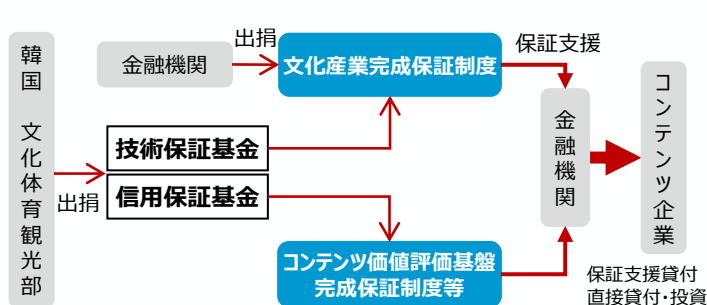 韓国 文化体育観光部
金融機関
出捐
文化産業完成保証制度
保証支援
技術保証基金
信用保証基金
出捐
コンテンツ価値評価基盤
完成保証制度等
金融機関
コンテンツ企業
保証支援貸付
直接貸付・投資